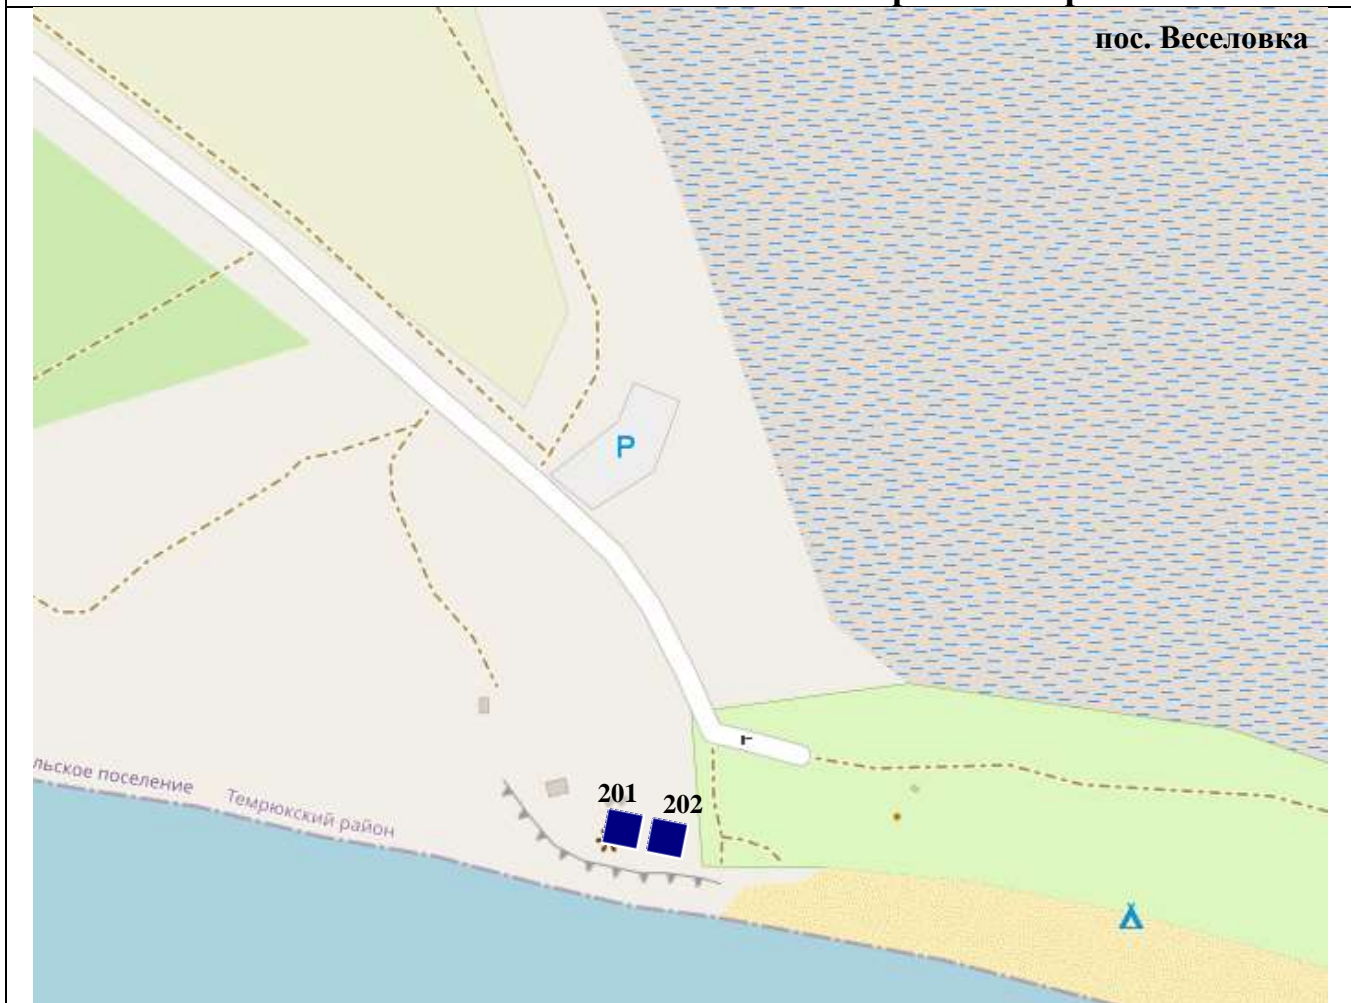 пос. Веселовка
P
льское поселение
Темрюкский район
г
201
202